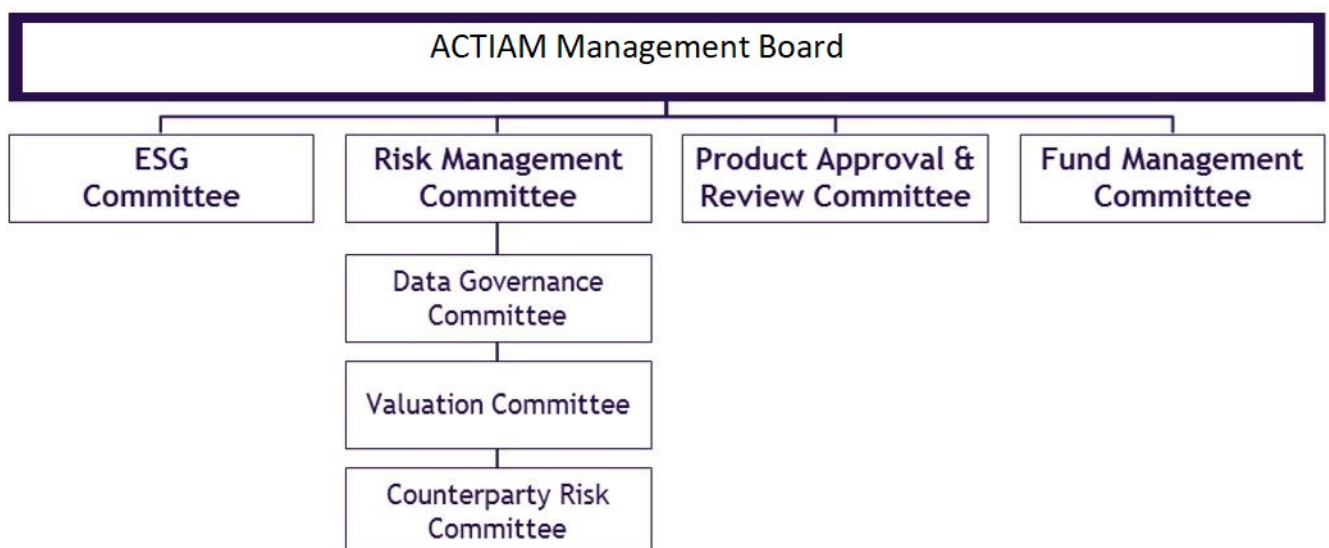 ACTIAM Management Board
ESG
Committee
Risk Management
Committee
Product Approval &
Review Committee
Fund Management
Committee
Data Governance
Committee
Valuation Committee
Counterparty Risk
Committee